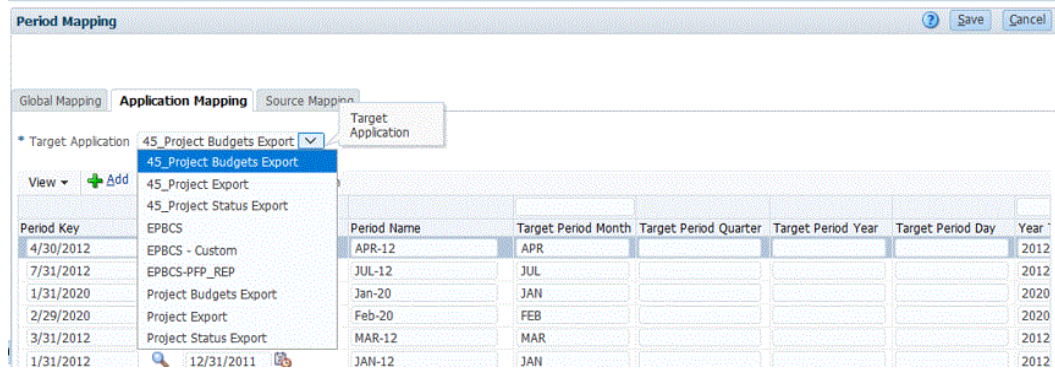 Period Mapping
Save
Cancel
Global Mapping
Application Mapping
Source Mapping
Target
Application
* Target Application
45_Project Budgets Export
45_Project Budgets Export
45_Project Export
45_Project Status Export
EPBCS
EPBCS - Custom
EPBCS-PFP_REP
Project Budgets Export
Project Export
Project Status Export
View
Add
Period Key Period Name Target Period Month Target Period Quarter Target Period Year Target Period Day Year
4/30/2012 APR-12 APR 2012
7/31/2012 JUL-12 JUL 2012
1/31/2020 Jan-20 JAN 2020
2/29/2020 Feb-20 FEB 2020
3/31/2012 MAR-12 MAR 2012
1/31/2012 12/31/2011 JAN-12 JAN 2012